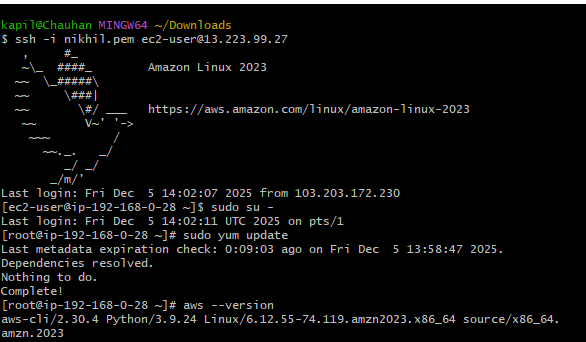 kapil@Chauhan MINGW64 ~/Downloads
$ ssh -i nikhil.pem ec2-user@13.223.99.27
   ,     #_
   ~\_  ####_        Amazon Linux 2023
  ~~  \_#####\
  ~~     \###|
  ~~       \#/ ___   https://aws.amazon.com/linux/amazon-linux-2023
   ~~       V~' '->
    ~~~         /
      ~~._.   _/
         _/ _/
       _/m/'
Last login: Fri Dec  5 14:02:07 2025 from 103.203.172.230
[ec2-user@ip-192-168-0-28 ~]$ sudo su -
Last login: Fri Dec  5 14:02:11 UTC 2025 on pts/1
[root@ip-192-168-0-28 ~]# sudo yum update
Last metadata expiration check: 0:09:03 ago on Fri Dec  5 13:58:47 2025.
Dependencies resolved.
Nothing to do.
Complete!
[root@ip-192-168-0-28 ~]# aws --version
aws-cli/2.30.4 Python/3.9.24 Linux/6.12.55-74.119.amzn2023.x86_64 source/x86_64.
amzn.2023